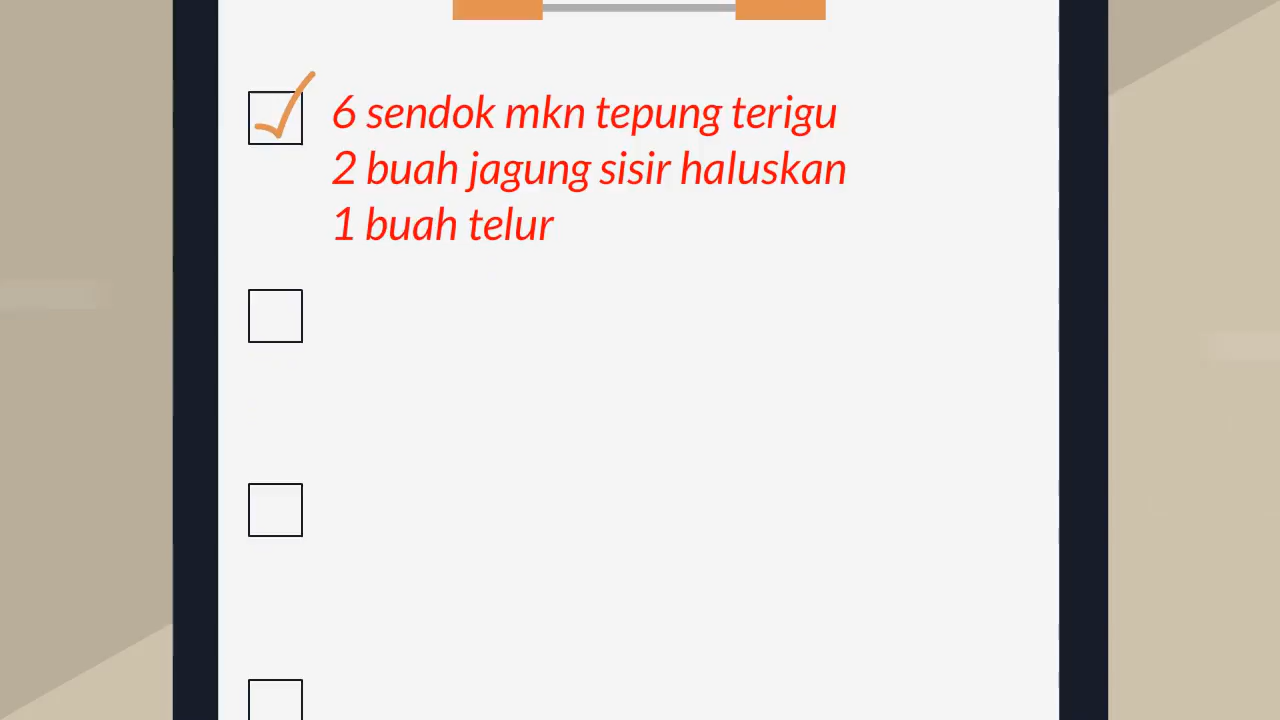 6 sendok mkn tepung terigu
2 buah jagung sisir haluskan
1 buah telur